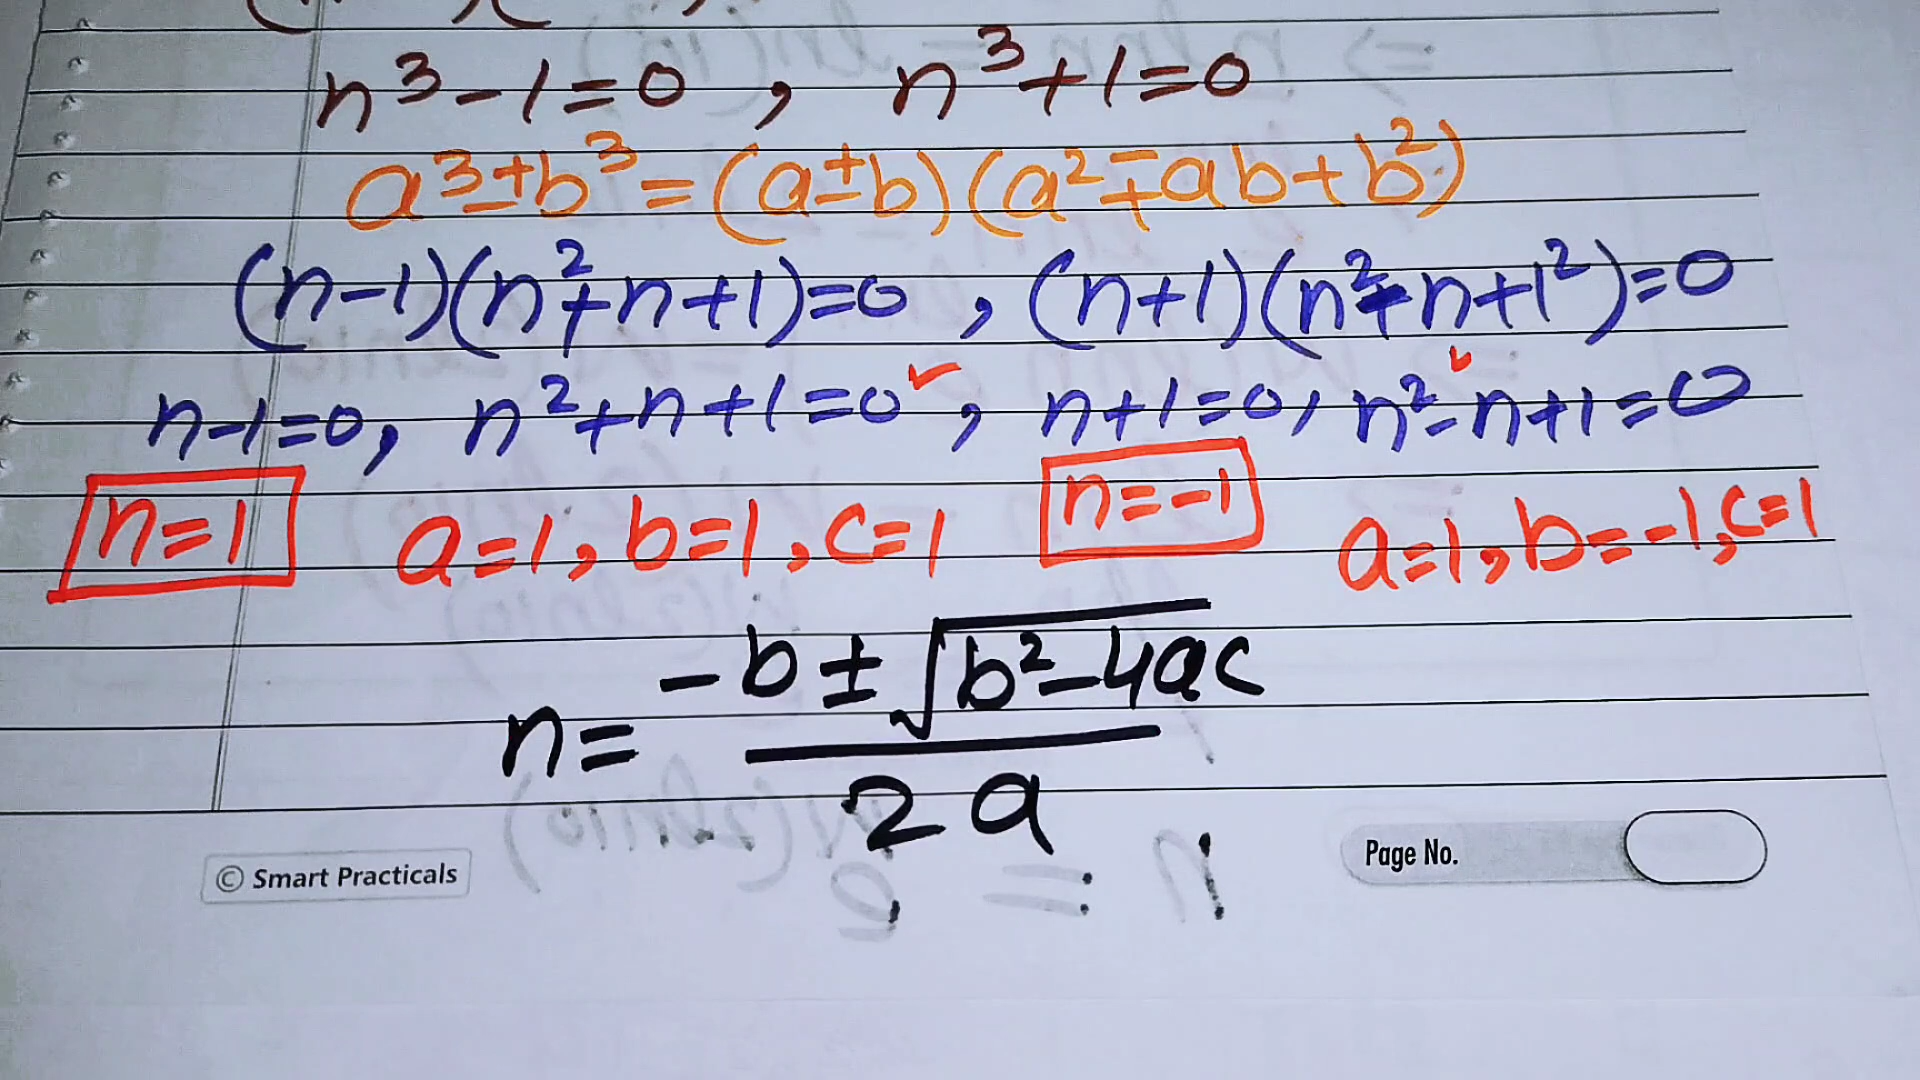 n³-1=0 , n³+1=0
a³±b³=(a±b)(a²∓ab+b²)
(n-1)(n²+n+1)=0 , (n+1)(n²-n+1²)=0
n-1=0, n²+n+1=0 ✓, n+1=0, n²-n+1=0 ✓
n=1 a=1, b=1, c=1 n=-1 a=1, b=-1, c=1
n= (-b±√(b²-4ac))/(2a)
© Smart Practicals
Page No.